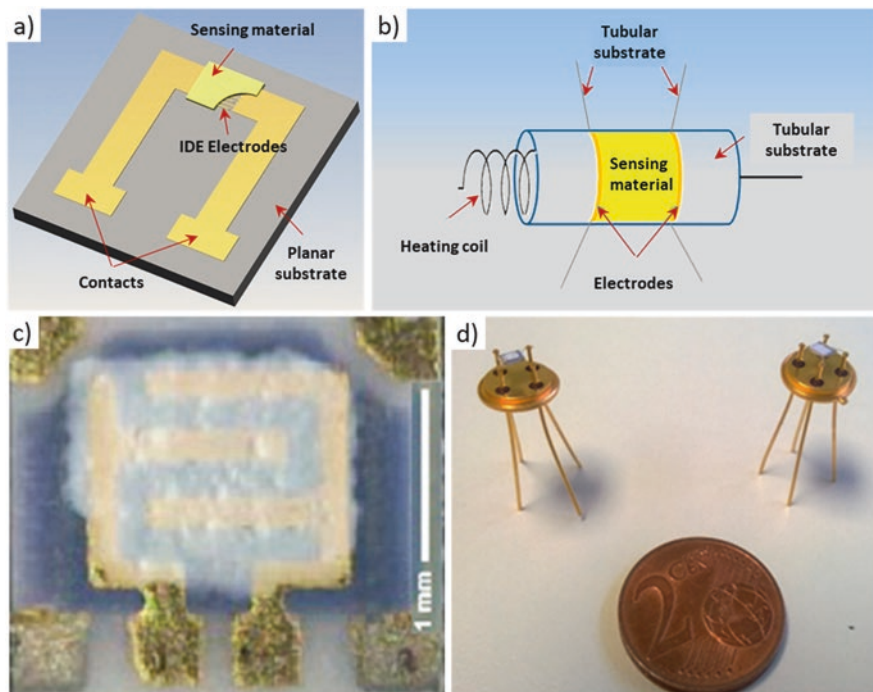 a)
Sensing material
IDE Electrodes
Planar
substrate
Contacts
b)
Tubular
substrate
Tubular
substrate
Sensing
material
Heating coil
Electrodes
c)
1 mm
d)
2
CENT